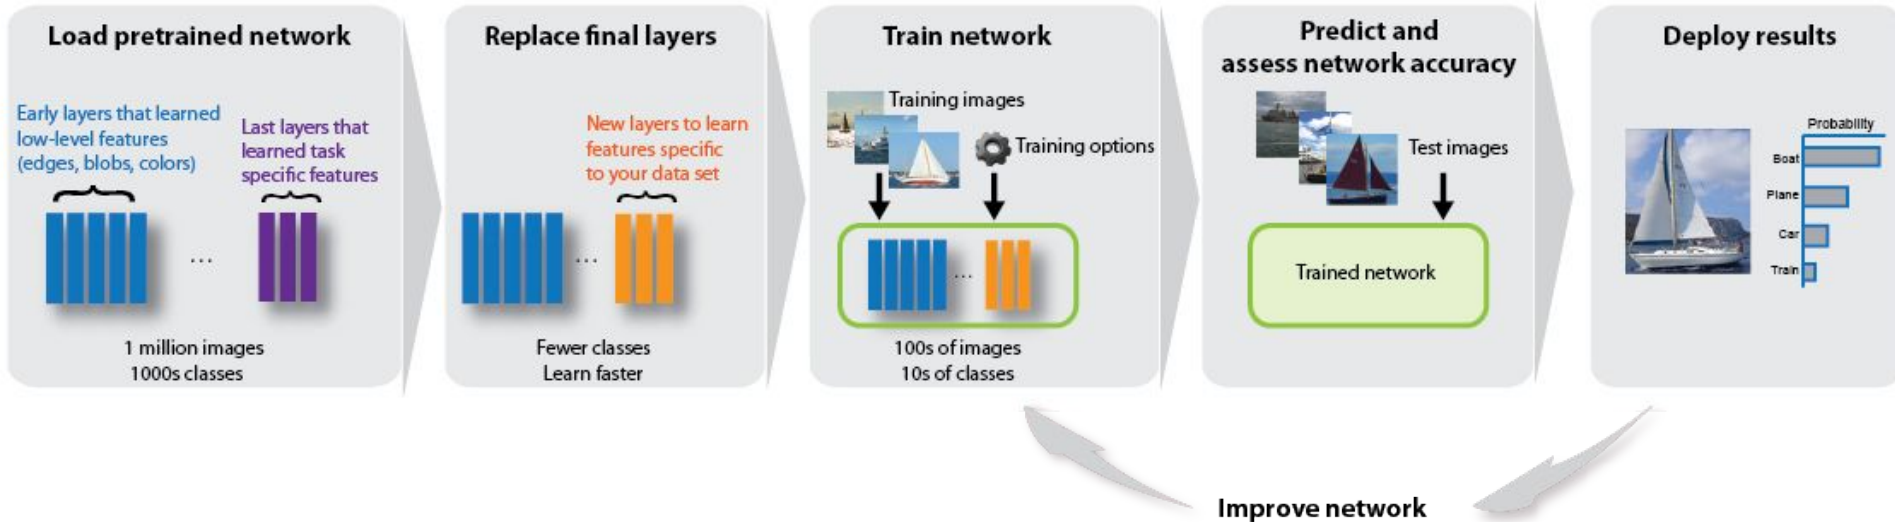 Load pretrained network
Early layers that learned
low-level features
(edges, blobs, colors)
Last layers that
learned task
specific features
...
1 million images
1000s classes
Replace final layers
New layers to learn
features specific
to your data set
...
Fewer classes
Learn faster
Train network
Training images
Training options
...
100s of images
10s of classes
Predict and
assess network accuracy
Test images
Trained network
Deploy results
Probability
Boat
Plane
Car
Train
Improve network